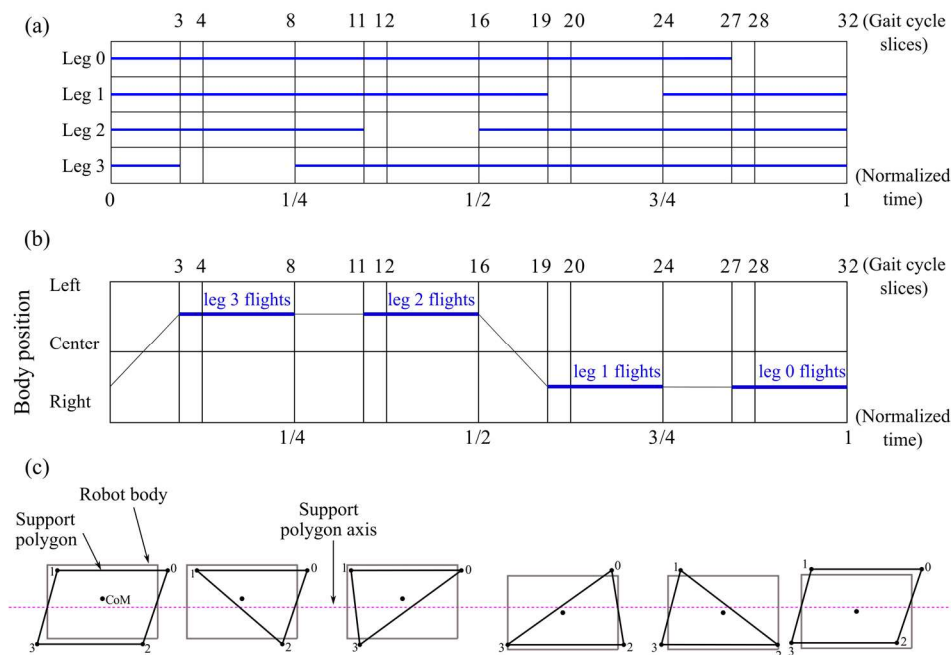 (a)
3 4 8 11 12 16 19 20 24 27 28 32 (Gait cycle
slices)
Leg 0
Leg 1
Leg 2
Leg 3
(Normalized
time)
0 1/4 1/2 3/4 1
(b)
3 4 8 11 12 16 19 20 24 27 28 32 (Gait cycle
slices)
Left
leg 3 flights leg 2 flights
Body position
Center
leg 1 flights leg 0 flights
Right
(Normalized
time)
1/4 1/2 3/4 1
(c)
Robot body
Support
polygon
Support
polygon axis
1 0 1 0 1 0 0 1 1 0
CoM
3 2 2 3 3 2 3 2 3 2